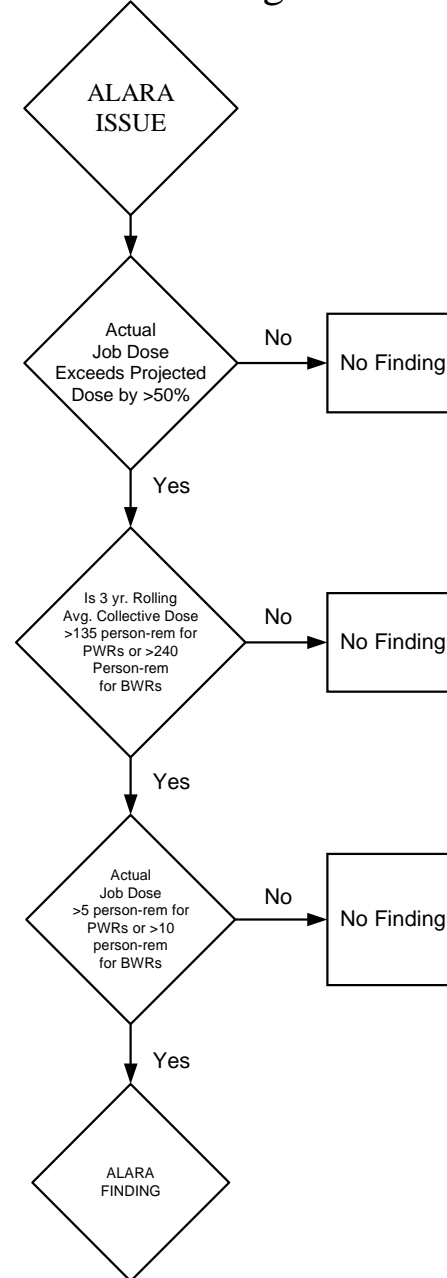 ALARA
ISSUE
Actual
Job Dose
Exceeds Projected
Dose by >50%
No
No Finding
Yes
Is 3 yr. Rolling
Avg. Collective Dose
>135 person-rem for
PWRs or >240
Person-rem
for BWRs
No
No Finding
Yes
Actual
Job Dose
>5 person-rem for
PWRs or >10
person-rem
for BWRs
No
No Finding
Yes
ALARA
FINDING